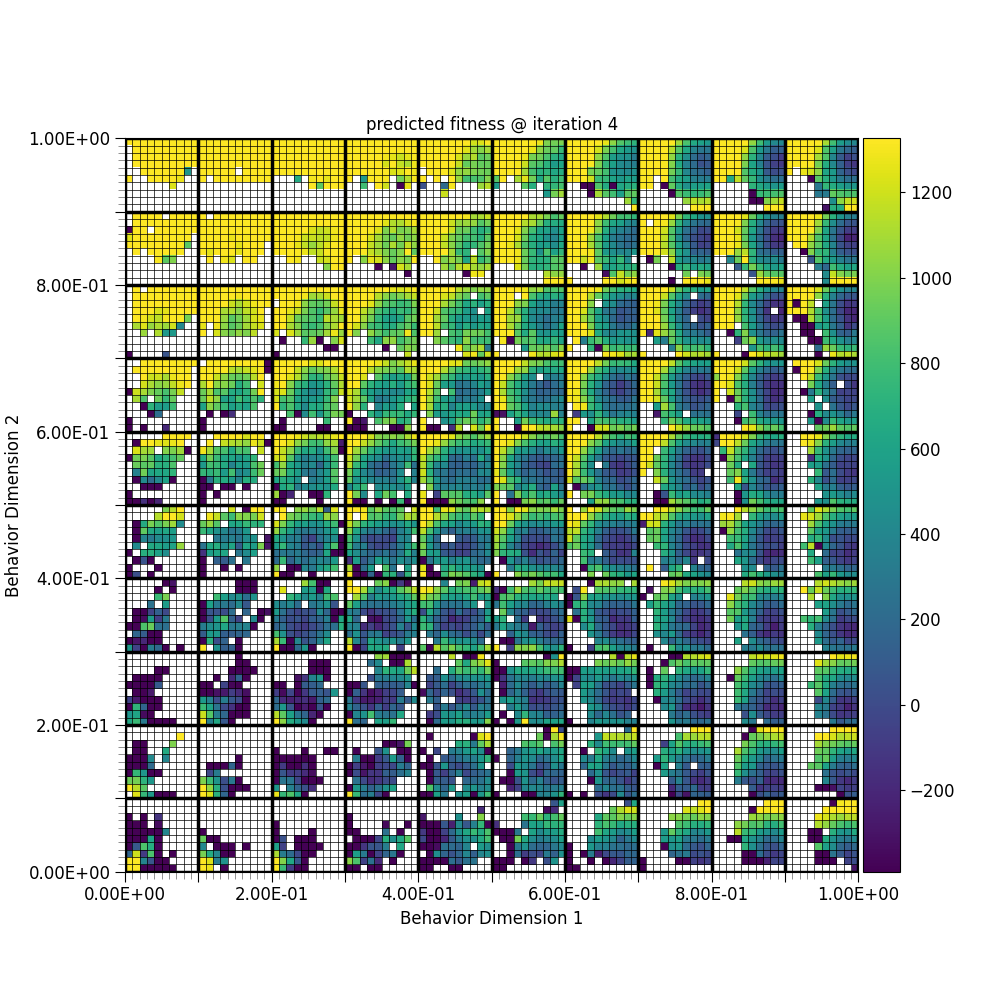 predicted fitness @ iteration 4
1.00E+00
8.00E-01
6.00E-01
4.00E-01
2.00E-01
0.00E+00
Behavior Dimension 2
0.00E+00 2.00E-01 4.00E-01 6.00E-01 8.00E-01 1.00E+00
Behavior Dimension 1
1200
1000
800
600
400
200
0
−200